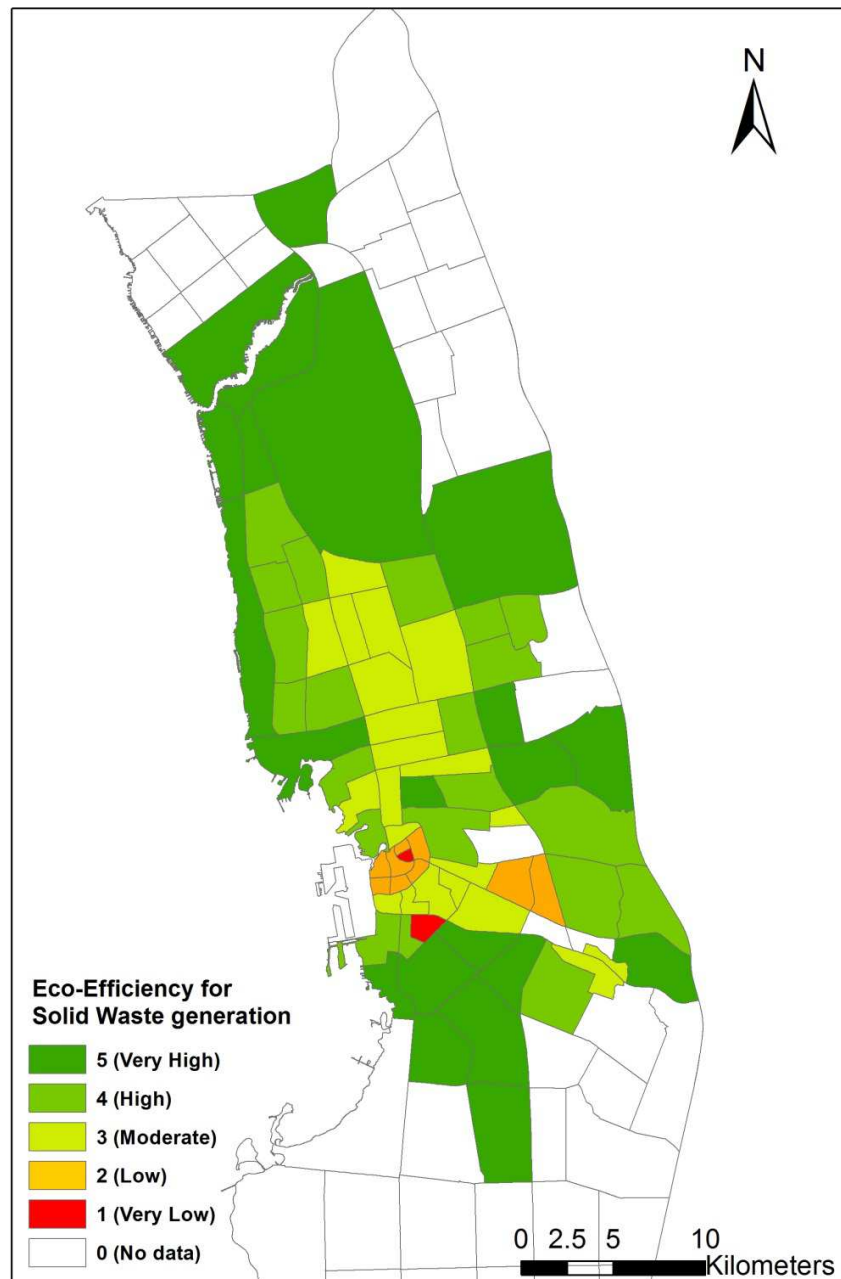 N
Eco-Efficiency for
Solid Waste generation
5 (Very High)
4 (High)
3 (Moderate)
2 (Low)
1 (Very Low)
0 (No data)
0 2.5 5 10
Kilometers